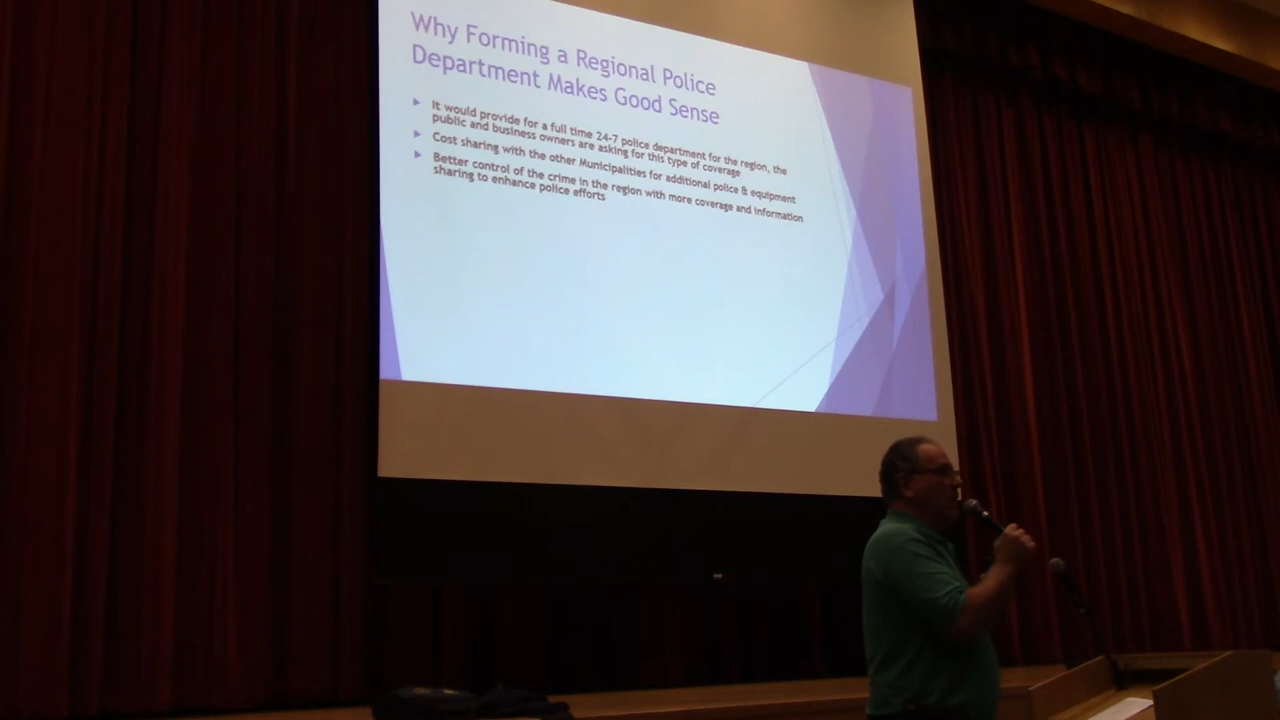 Why Forming a Regional Police
Department Makes Good Sense
It would provide for a full time 24-7 police department for the region, the
public and business owners are asking for this type of coverage
Cost sharing with the other Municipalities for additional police & equipment
Better control of the crime in the region with more coverage and information
sharing to enhance police efforts